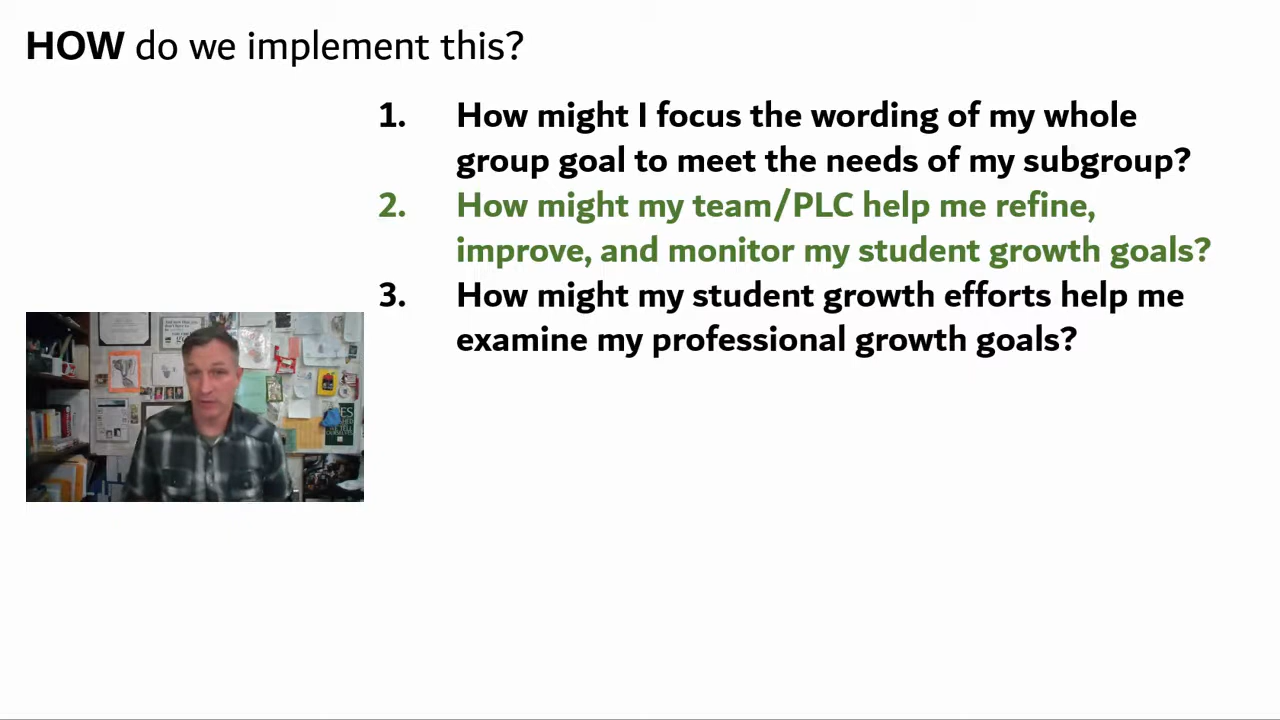 HOW do we implement this?
1. How might I focus the wording of my whole
group goal to meet the needs of my subgroup?
2. How might my team/PLC help me refine,
improve, and monitor my student growth goals?
3. How might my student growth efforts help me
examine my professional growth goals?